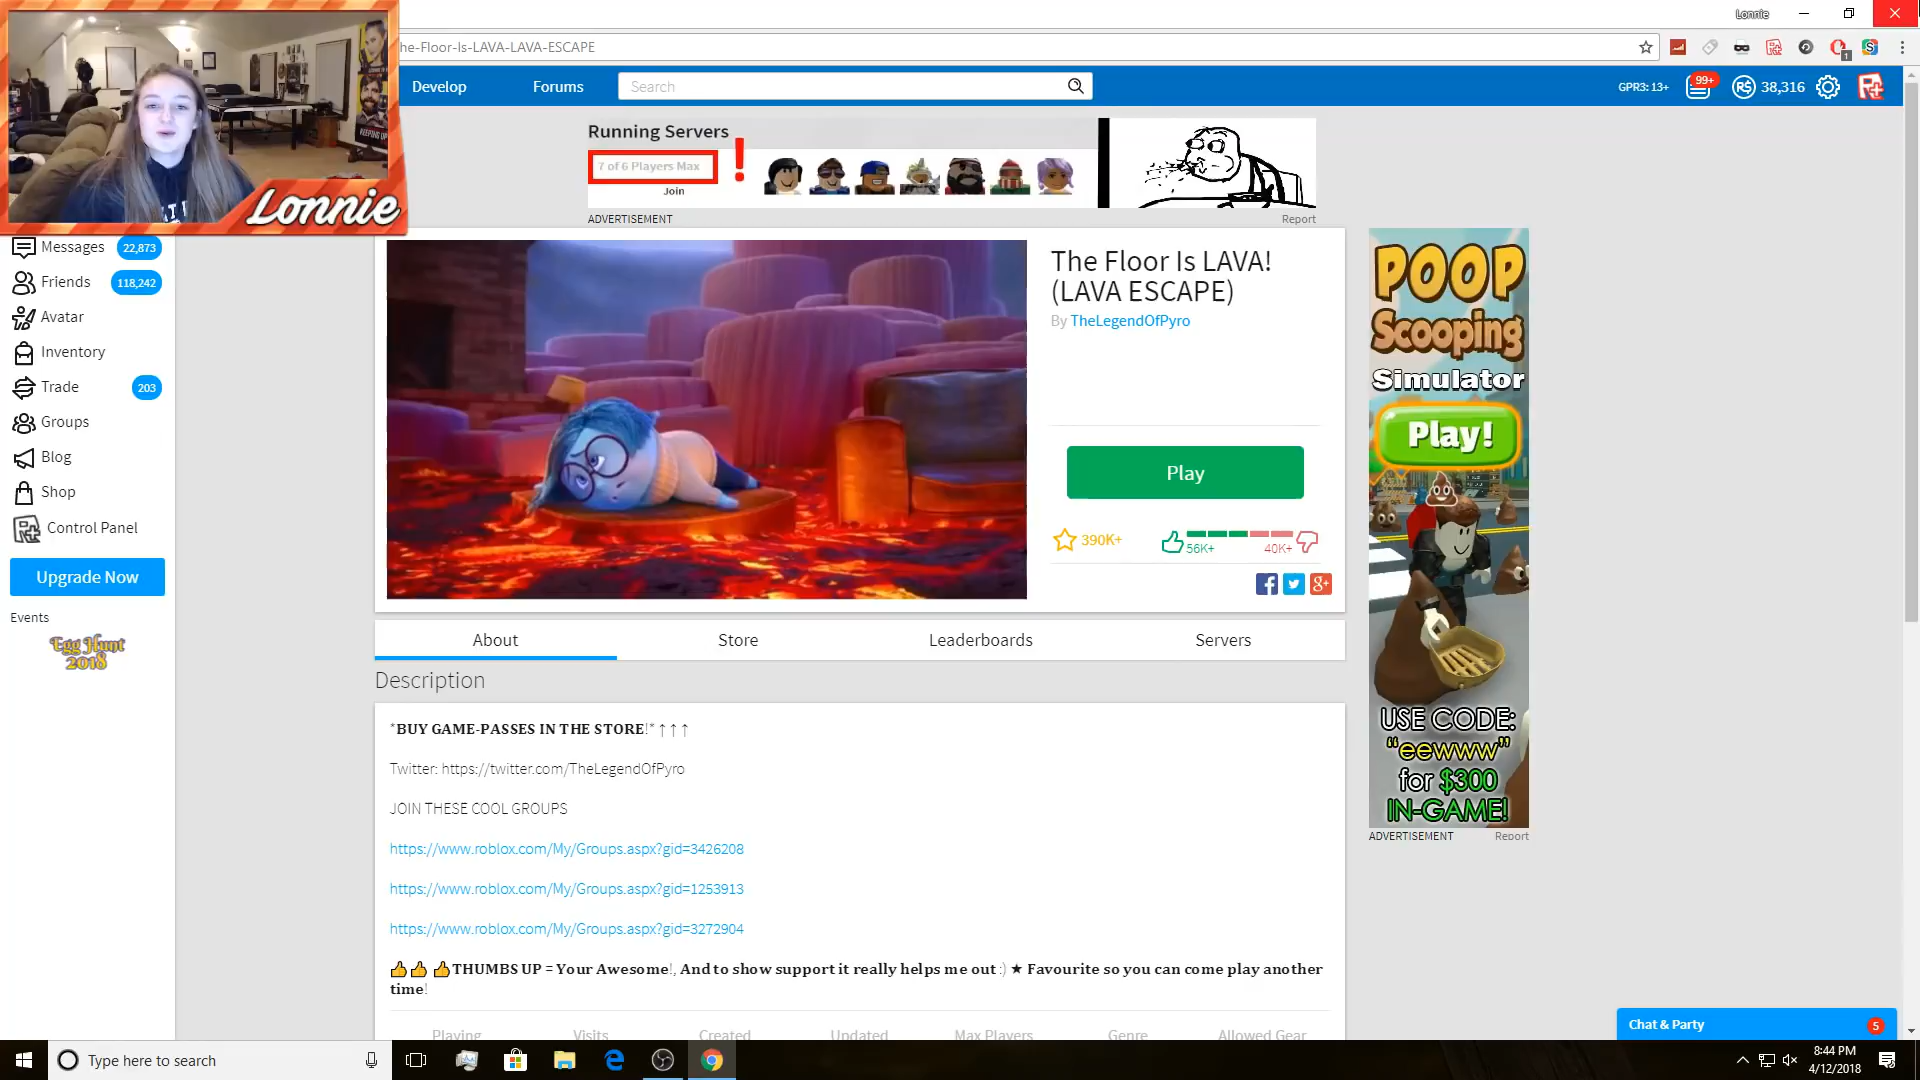 Lonnie
he-Floor-Is-LAVA-LAVA-ESCAPE
Develop
Forums
Search
GPR3: 13+
99+
R$
38,316
Lonnie
Running Servers
7 of 6 Players Max
!
Join
ADVERTISEMENT
Report
Messages
22,873
Friends
118,242
Avatar
Inventory
Trade
203
Groups
Blog
Shop
Control Panel
Upgrade Now
Events
Egg Hunt
2018
The Floor Is LAVA!
(LAVA ESCAPE)
By TheLegendOfPyro
Play
390K+
56K+
40K+
About
Store
Leaderboards
Servers
Description
*BUY GAME-PASSES IN THE STORE!* ↑ ↑ ↑
Twitter: https://twitter.com/TheLegendOfPyro
JOIN THESE COOL GROUPS
https://www.roblox.com/My/Groups.aspx?gid=3426208
https://www.roblox.com/My/Groups.aspx?gid=1253913
https://www.roblox.com/My/Groups.aspx?gid=3272904
👍👍👍THUMBS UP = Your Awesome!, And to show support it really helps me out :) ★ Favourite so you can come play another
time!
Playing
Visits
Created
Updated
Max Players
Genre
Allowed Gear
POOP
Scooping
Simulator
Play!
USE CODE:
"eewww"
for $300
IN-GAME!
ADVERTISEMENT
Report
Chat & Party
5
Type here to search
8:44 PM
4/12/2018